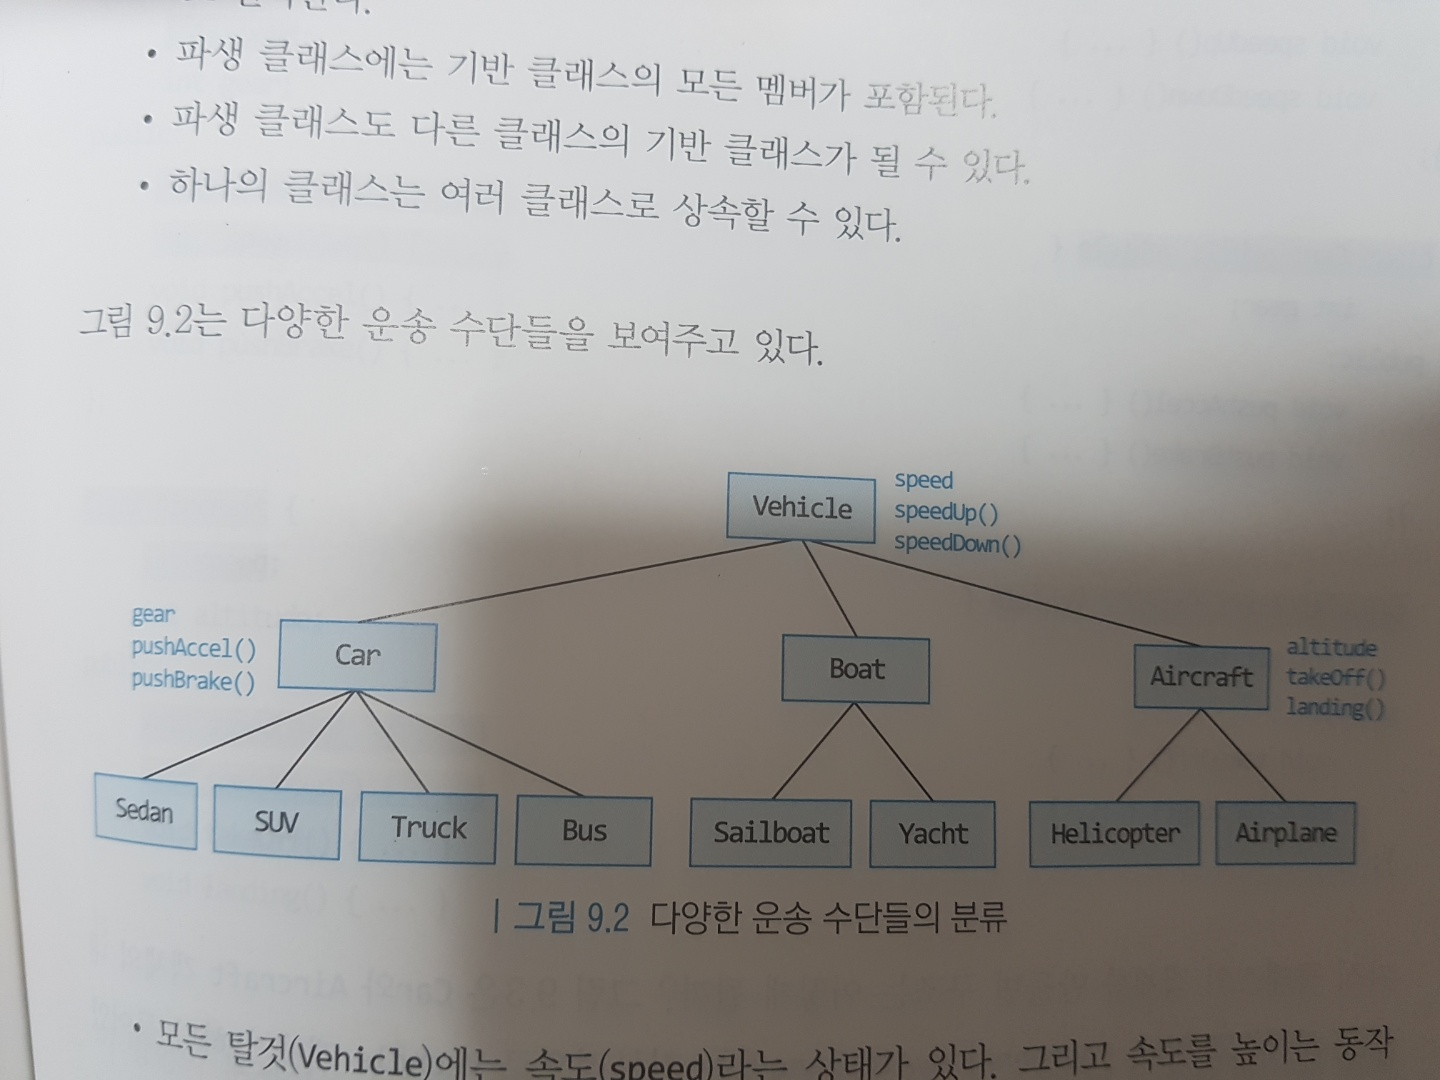 • 파생 클래스에는 기반 클래스의 모든 멤버가 포함된다.
• 파생 클래스도 다른 클래스의 기반 클래스가 될 수 있다.
• 하나의 클래스는 여러 클래스로 상속할 수 있다.
그림 9.2는 다양한 운송 수단들을 보여주고 있다.
Vehicle
speed
speedUp()
speedDown()
gear
pushAccel()
pushBrake()
Car
Boat
Aircraft
altitude
takeOff()
landing()
Sedan
SUV
Truck
Bus
Sailboat
Yacht
Helicopter
Airplane
| 그림 9.2 다양한 운송 수단들의 분류
• 모든 탈것(Vehicle)에는 속도(speed)라는 상태가 있다. 그리고 속도를 높이는 동작